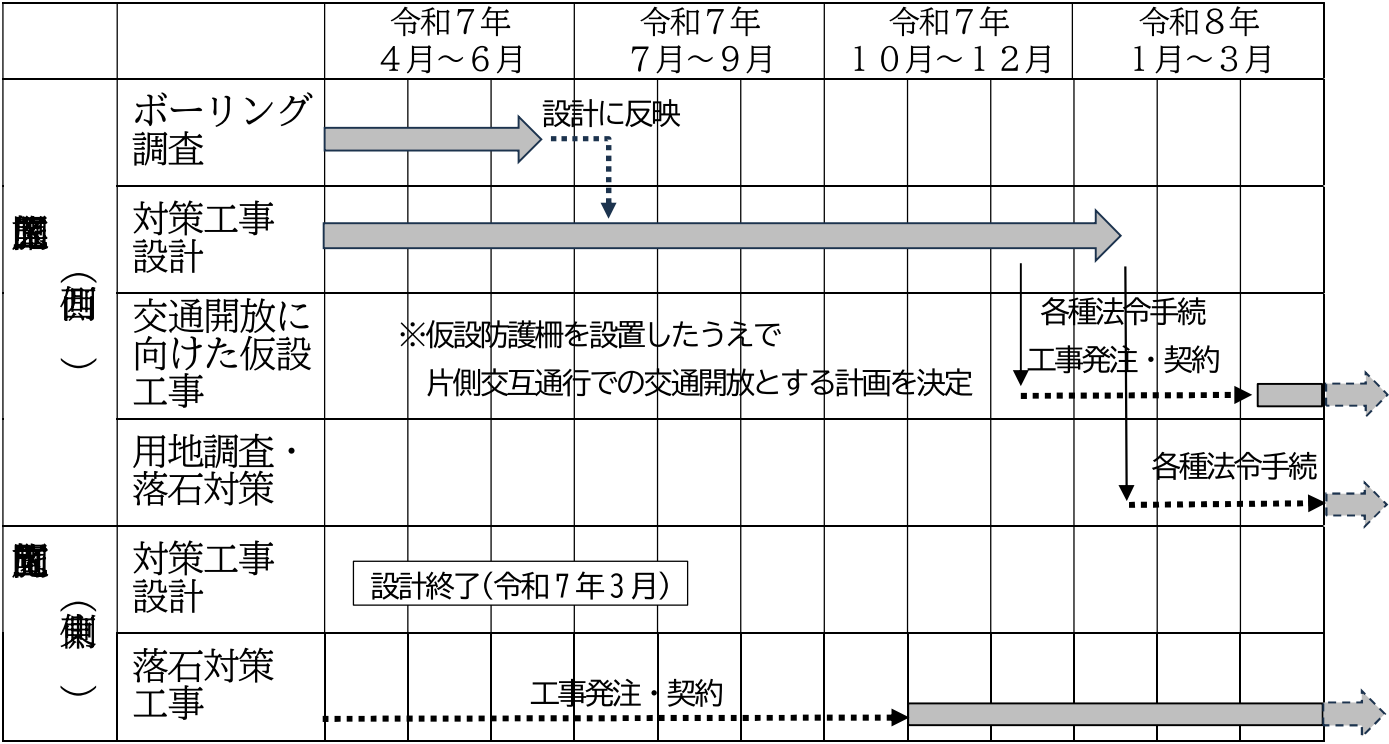 令和７年
４月～６月
令和７年
７月～９月
令和７年
１０月～１２月
令和８年
１月～３月
ボーリング
調査
設計に反映
対策工事
設計
（西側）
交通開放に
向けた仮設
工事
※仮設防護柵を設置したうえで
片側交互通行での交通開放とする計画を決定
各種法令手続
工事発注・契約
用地調査・
落石対策
各種法令手続
（東側）
対策工事
設計
設計終了(令和７年３月)
落石対策
工事
工事発注・契約